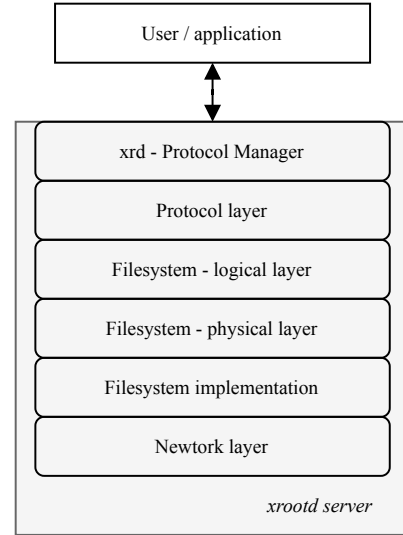 User / application
xrd - Protocol Manager
Protocol layer
Filesystem - logical layer
Filesystem - physical layer
Filesystem implementation
Newtork layer
xrootd server